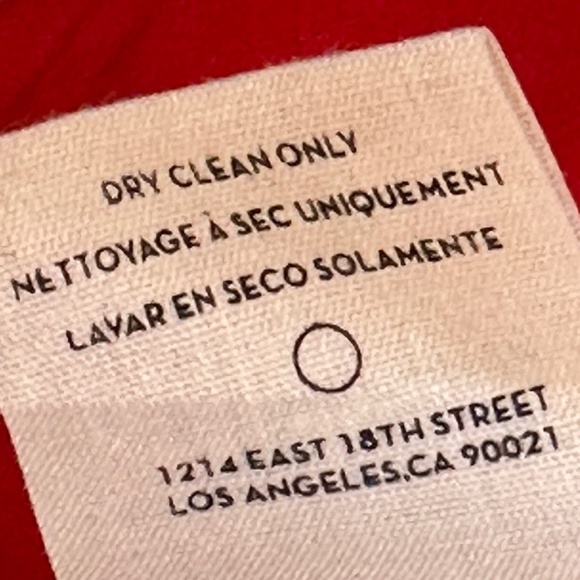 DRY CLEAN ONLY
NETTOYAGE À SEC UNIQUEMENT
LAVAR EN SECO SOLAMENTE
1214 EAST 18TH STREET
LOS ANGELES,CA 90021